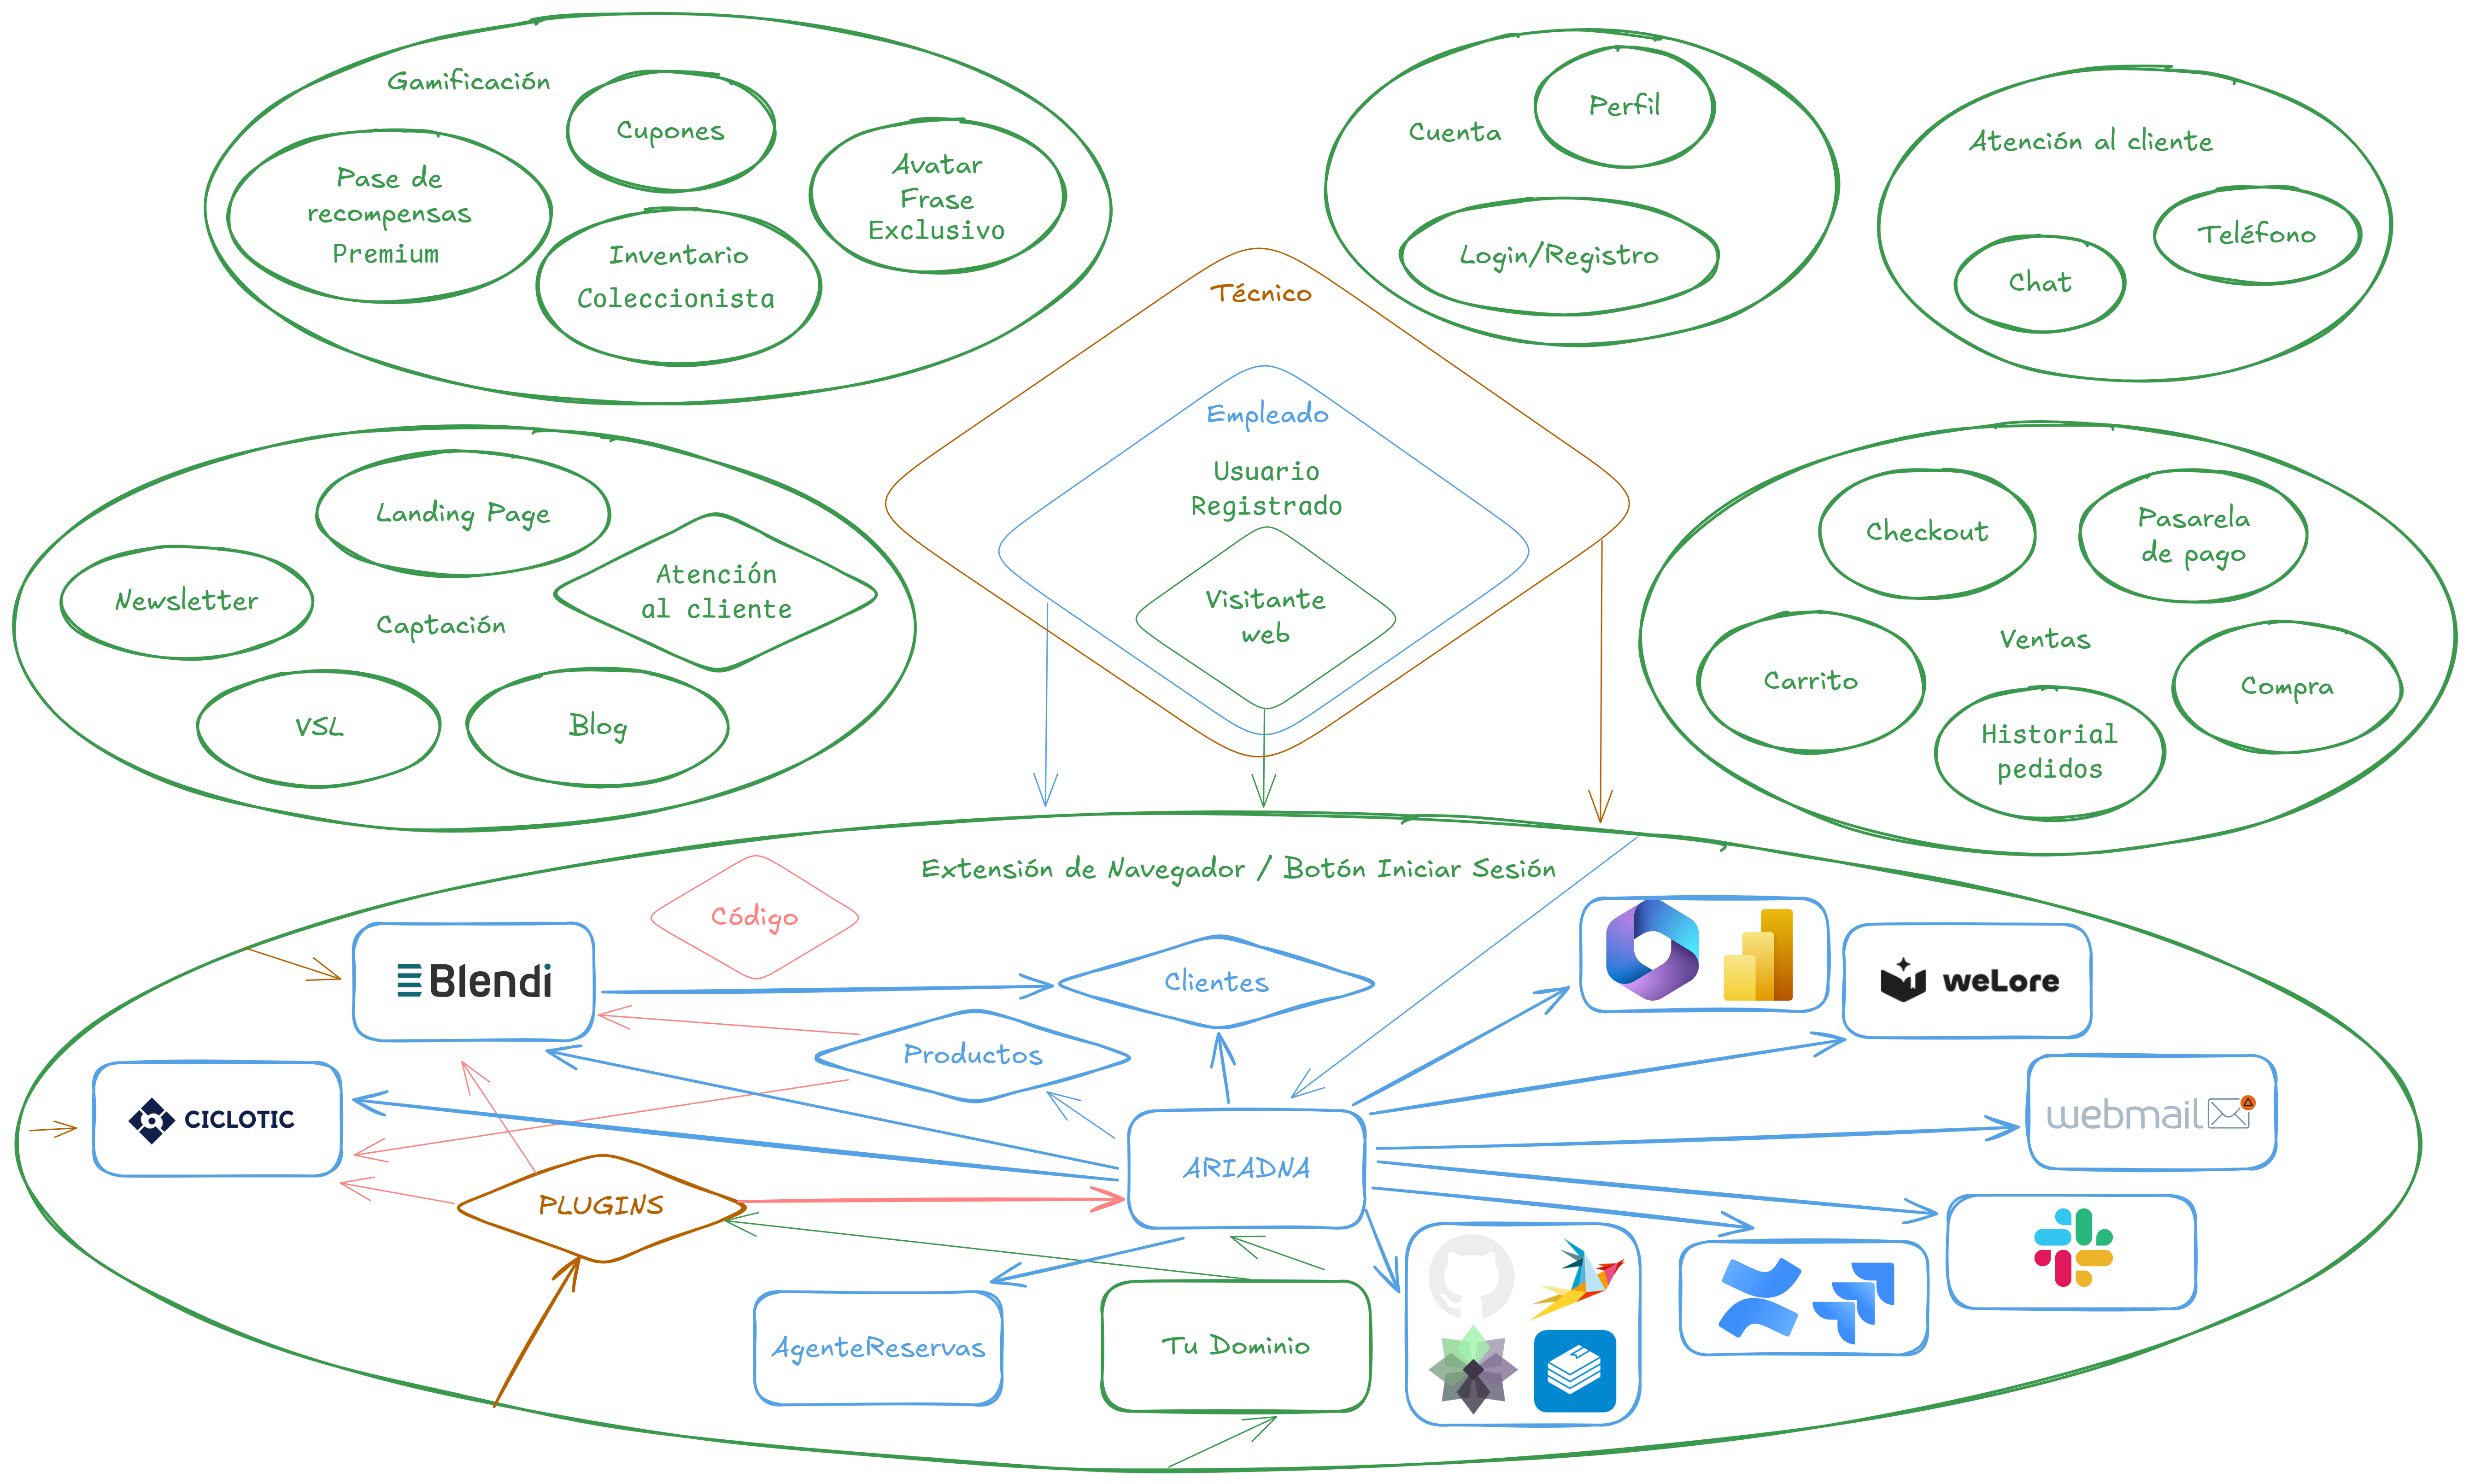 Gamificación
Cupones
Pase de
recompensas
Premium
Avatar
Frase
Exclusivo
Inventario
Coleccionista
Cuenta
Perfil
Login/Registro
Atención al cliente
Teléfono
Chat
Técnico
Empleado
Usuario
Registrado
Visitante
web
Landing Page
Newsletter
Captación
Atención
al cliente
VSL
Blog
Checkout
Pasarela
de pago
Ventas
Carrito
Compra
Historial
pedidos
Extensión de Navegador / Botón Iniciar Sesión
Código
Blendi
Clientes
weLore
Productos
CICLOTIC
webmail
ARIADNA
PLUGINS
AgenteReservas
Tu Dominio